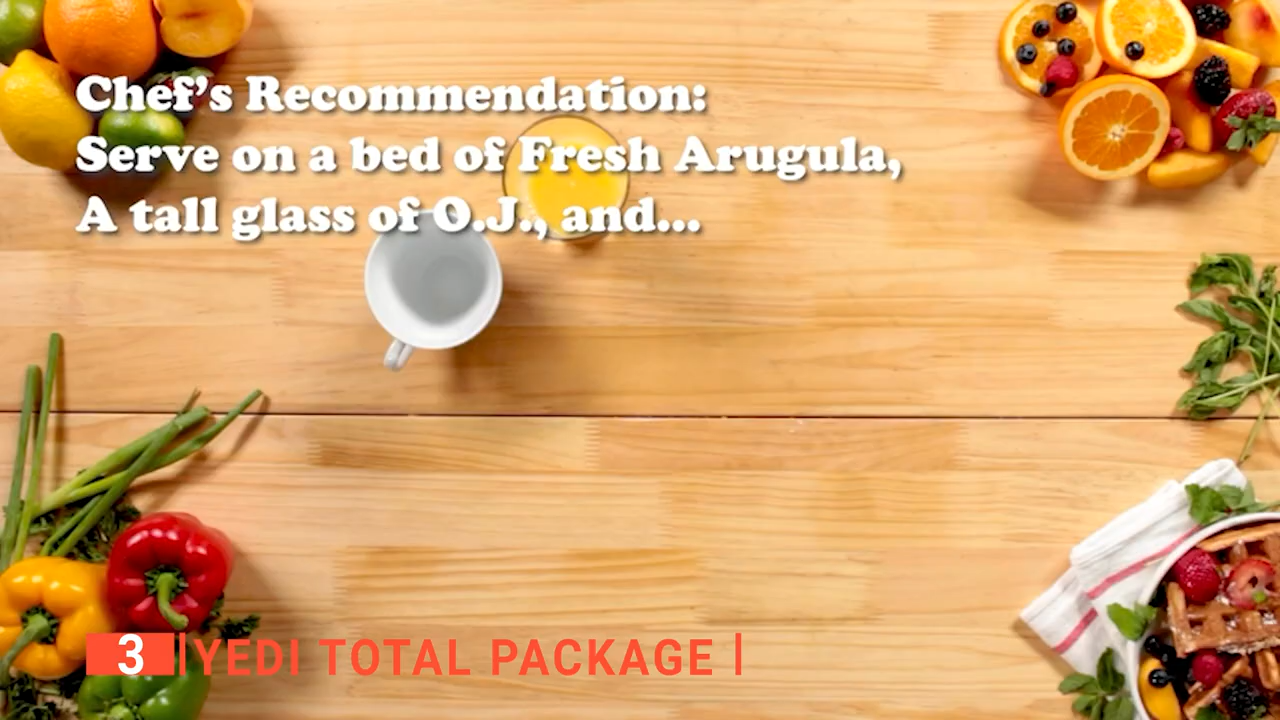 Chef’s Recommendation:
Serve on a bed of Fresh Arugula,
A tall glass of O.J., and...
3 |YEDI TOTAL PACKAGE |